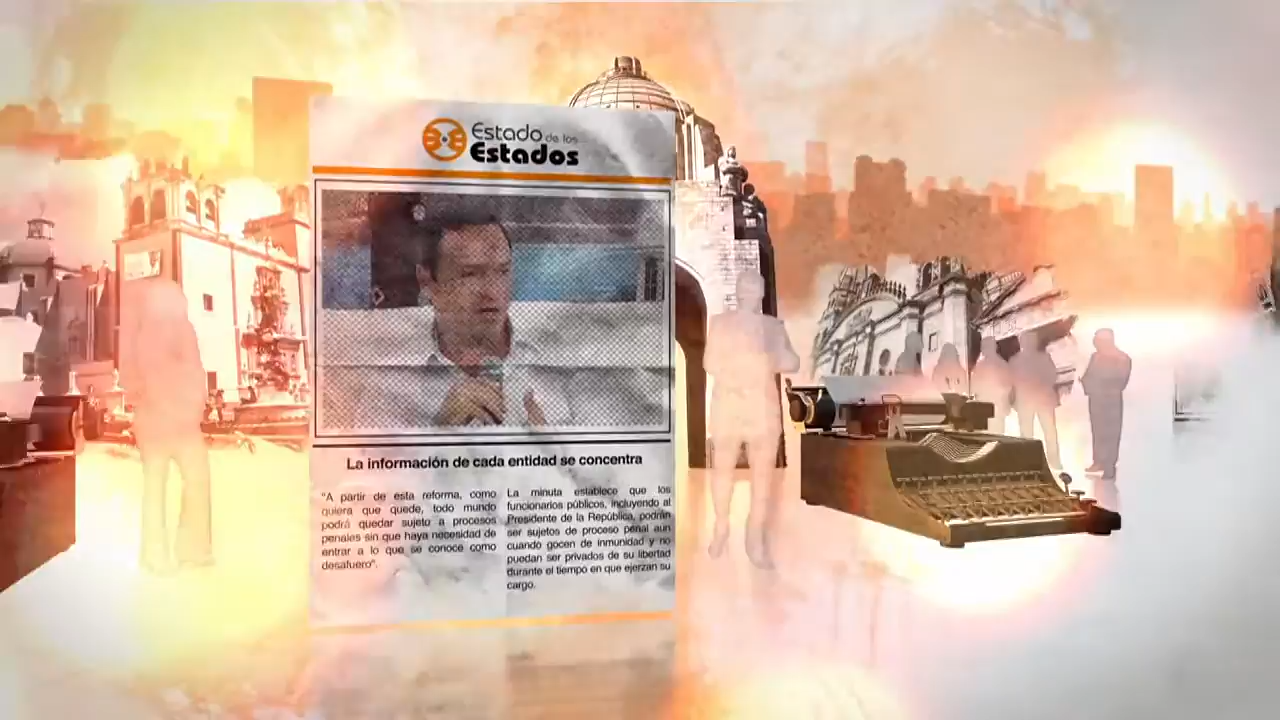 Estado de los
Estados
La información de cada entidad se concentra
"A partir de esta reforma, como
quiera que quede, todo mundo
podrá quedar sujeto a procesos
penales sin que haya necesidad de
entrar a lo que se conoce como
desafuero".
La minuta establece que los
funcionarios públicos, incluyendo al
Presidente de la República, podrán
ser sujetos de proceso penal aun
cuando gocen de inmunidad y no
puedan ser privados de su libertad
durante el tiempo en que ejerzan su
cargo.